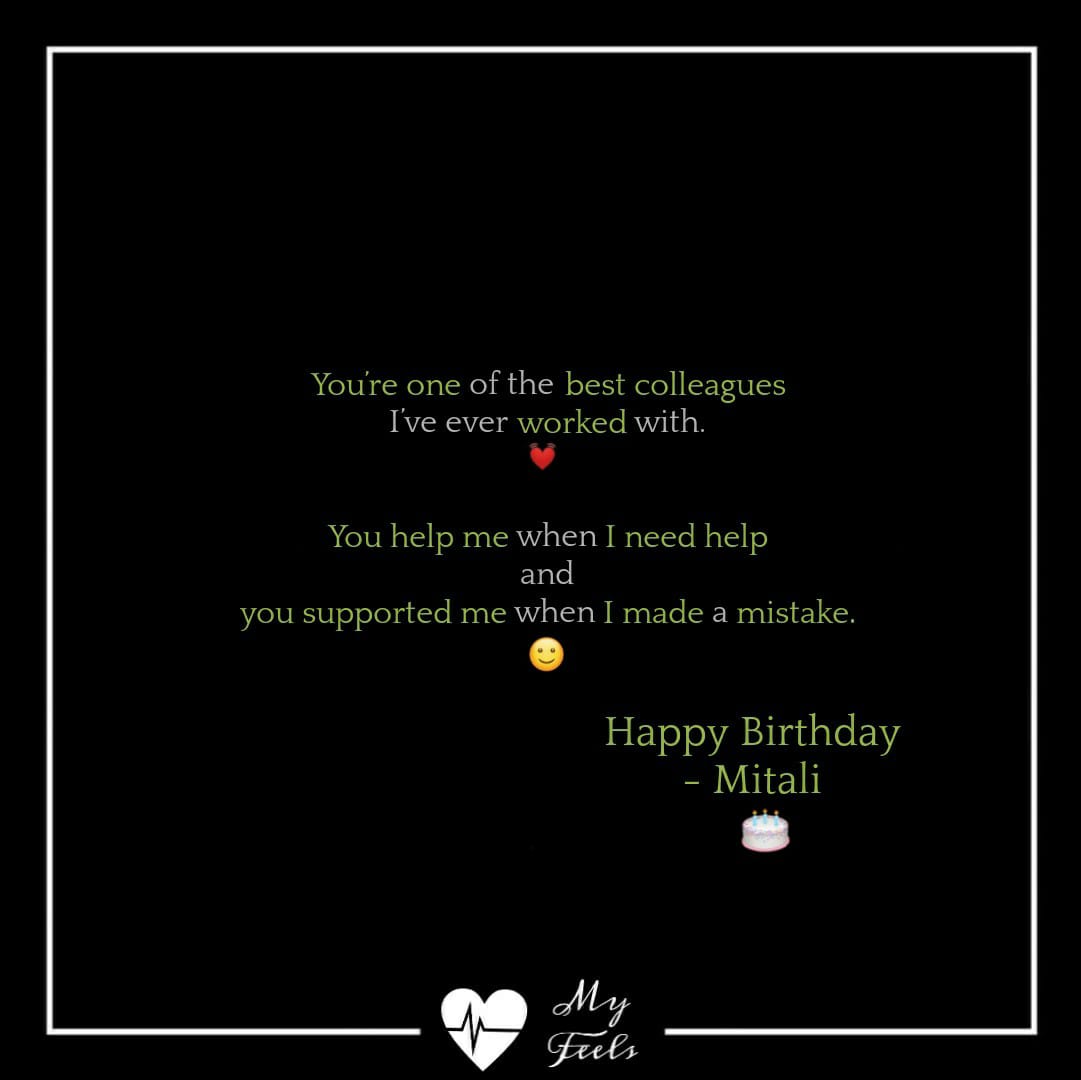 You're one of the best colleagues
I've ever worked with.
You help me when I need help
and
you supported me when I made a mistake.
Happy Birthday
- Mitali
My
Feels